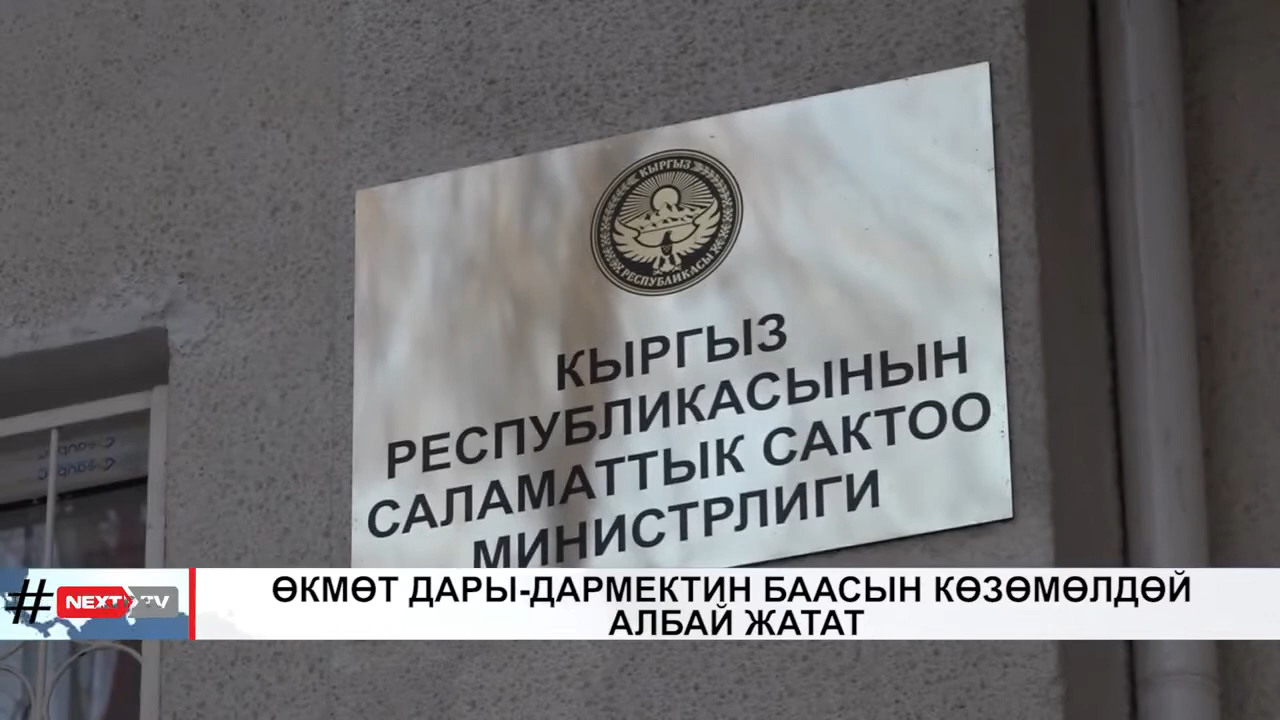 КЫРГЫЗ
РЕСПУБЛИКАСЫ
КЫРГЫЗ
РЕСПУБЛИКАСЫНЫН
САЛАМАТТЫК САКТОО
МИНИСТРЛИГИ
# NEXT TV
ӨКМӨТ ДАРЫ-ДАРМЕКТИН БААСЫН КӨЗӨМӨЛДӨЙ
АЛБАЙ ЖАТАТ